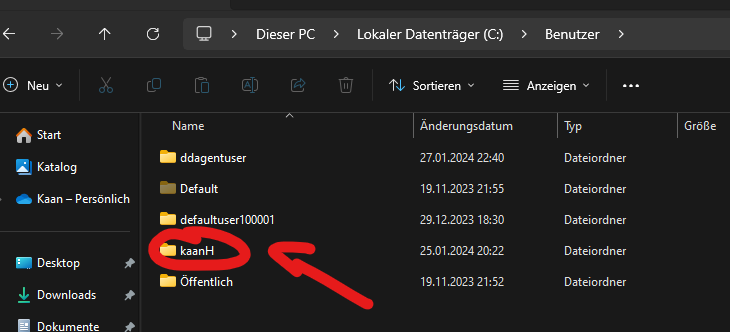 Dieser PC Lokaler Datenträger (C:) Benutzer
Neu Sortieren Anzeigen
Name Änderungsdatum Typ Größe
Start
Katalog
Kaan – Persönlich
Desktop
Downloads
Dokumente
ddagentuser 27.01.2024 22:40 Dateiordner
Default 19.11.2023 21:55 Dateiordner
defaultuser100001 29.12.2023 18:30 Dateiordner
kaanH 25.01.2024 20:22 Dateiordner
Öffentlich 19.11.2023 21:52 Dateiordner